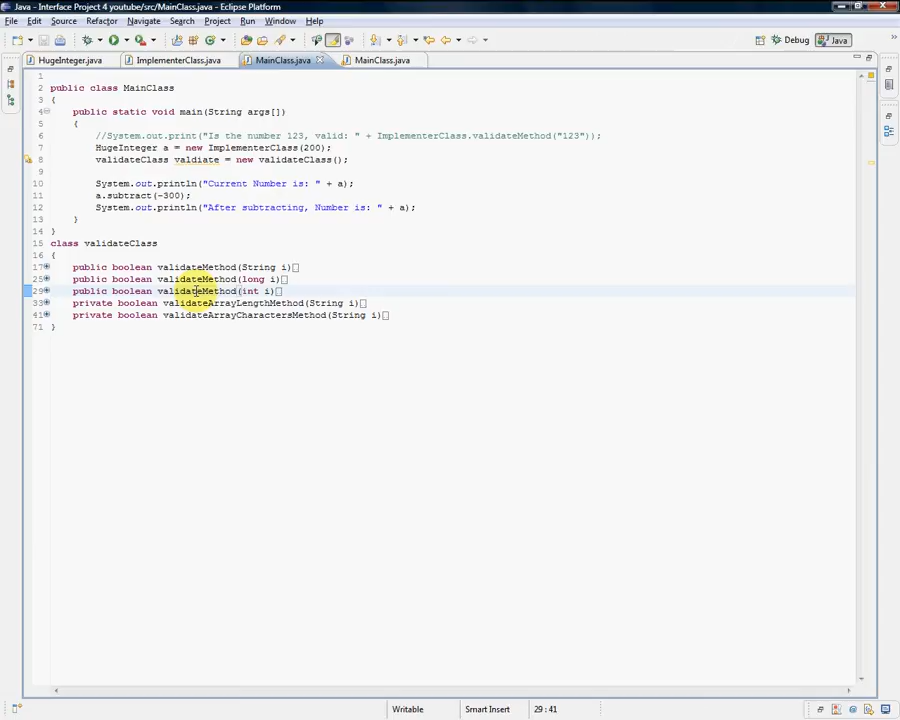 Java - Interface Project 4 youtube/src/MainClass.java - Eclipse Platform
File Edit Source Refactor Navigate Search Project Run Window Help
Debug Java
HugeInteger.java ImplementerClass.java MainClass.java MainClass.java
1
2 public class MainClass
3 {
4 public static void main(String args[])
5 {
6 //System.out.print("Is the number 123, valid: " + ImplementerClass.validateMethod("123"));
7 HugeInteger a = new ImplementerClass(200);
8 validateClass valdiate = new validateClass();
9
10 System.out.println("Current Number is: " + a);
11 a.subtract(-300);
12 System.out.println("After subtracting, Number is: " + a);
13 }
14 }
15 class validateClass
16 {
17 public boolean validateMethod(String i)
25 public boolean validateMethod(long i)
29 public boolean validateMethod(int i)
33 private boolean validateArrayLengthMethod(String i)
41 private boolean validateArrayCharactersMethod(String i)
71 }
Writable Smart Insert 29 : 41